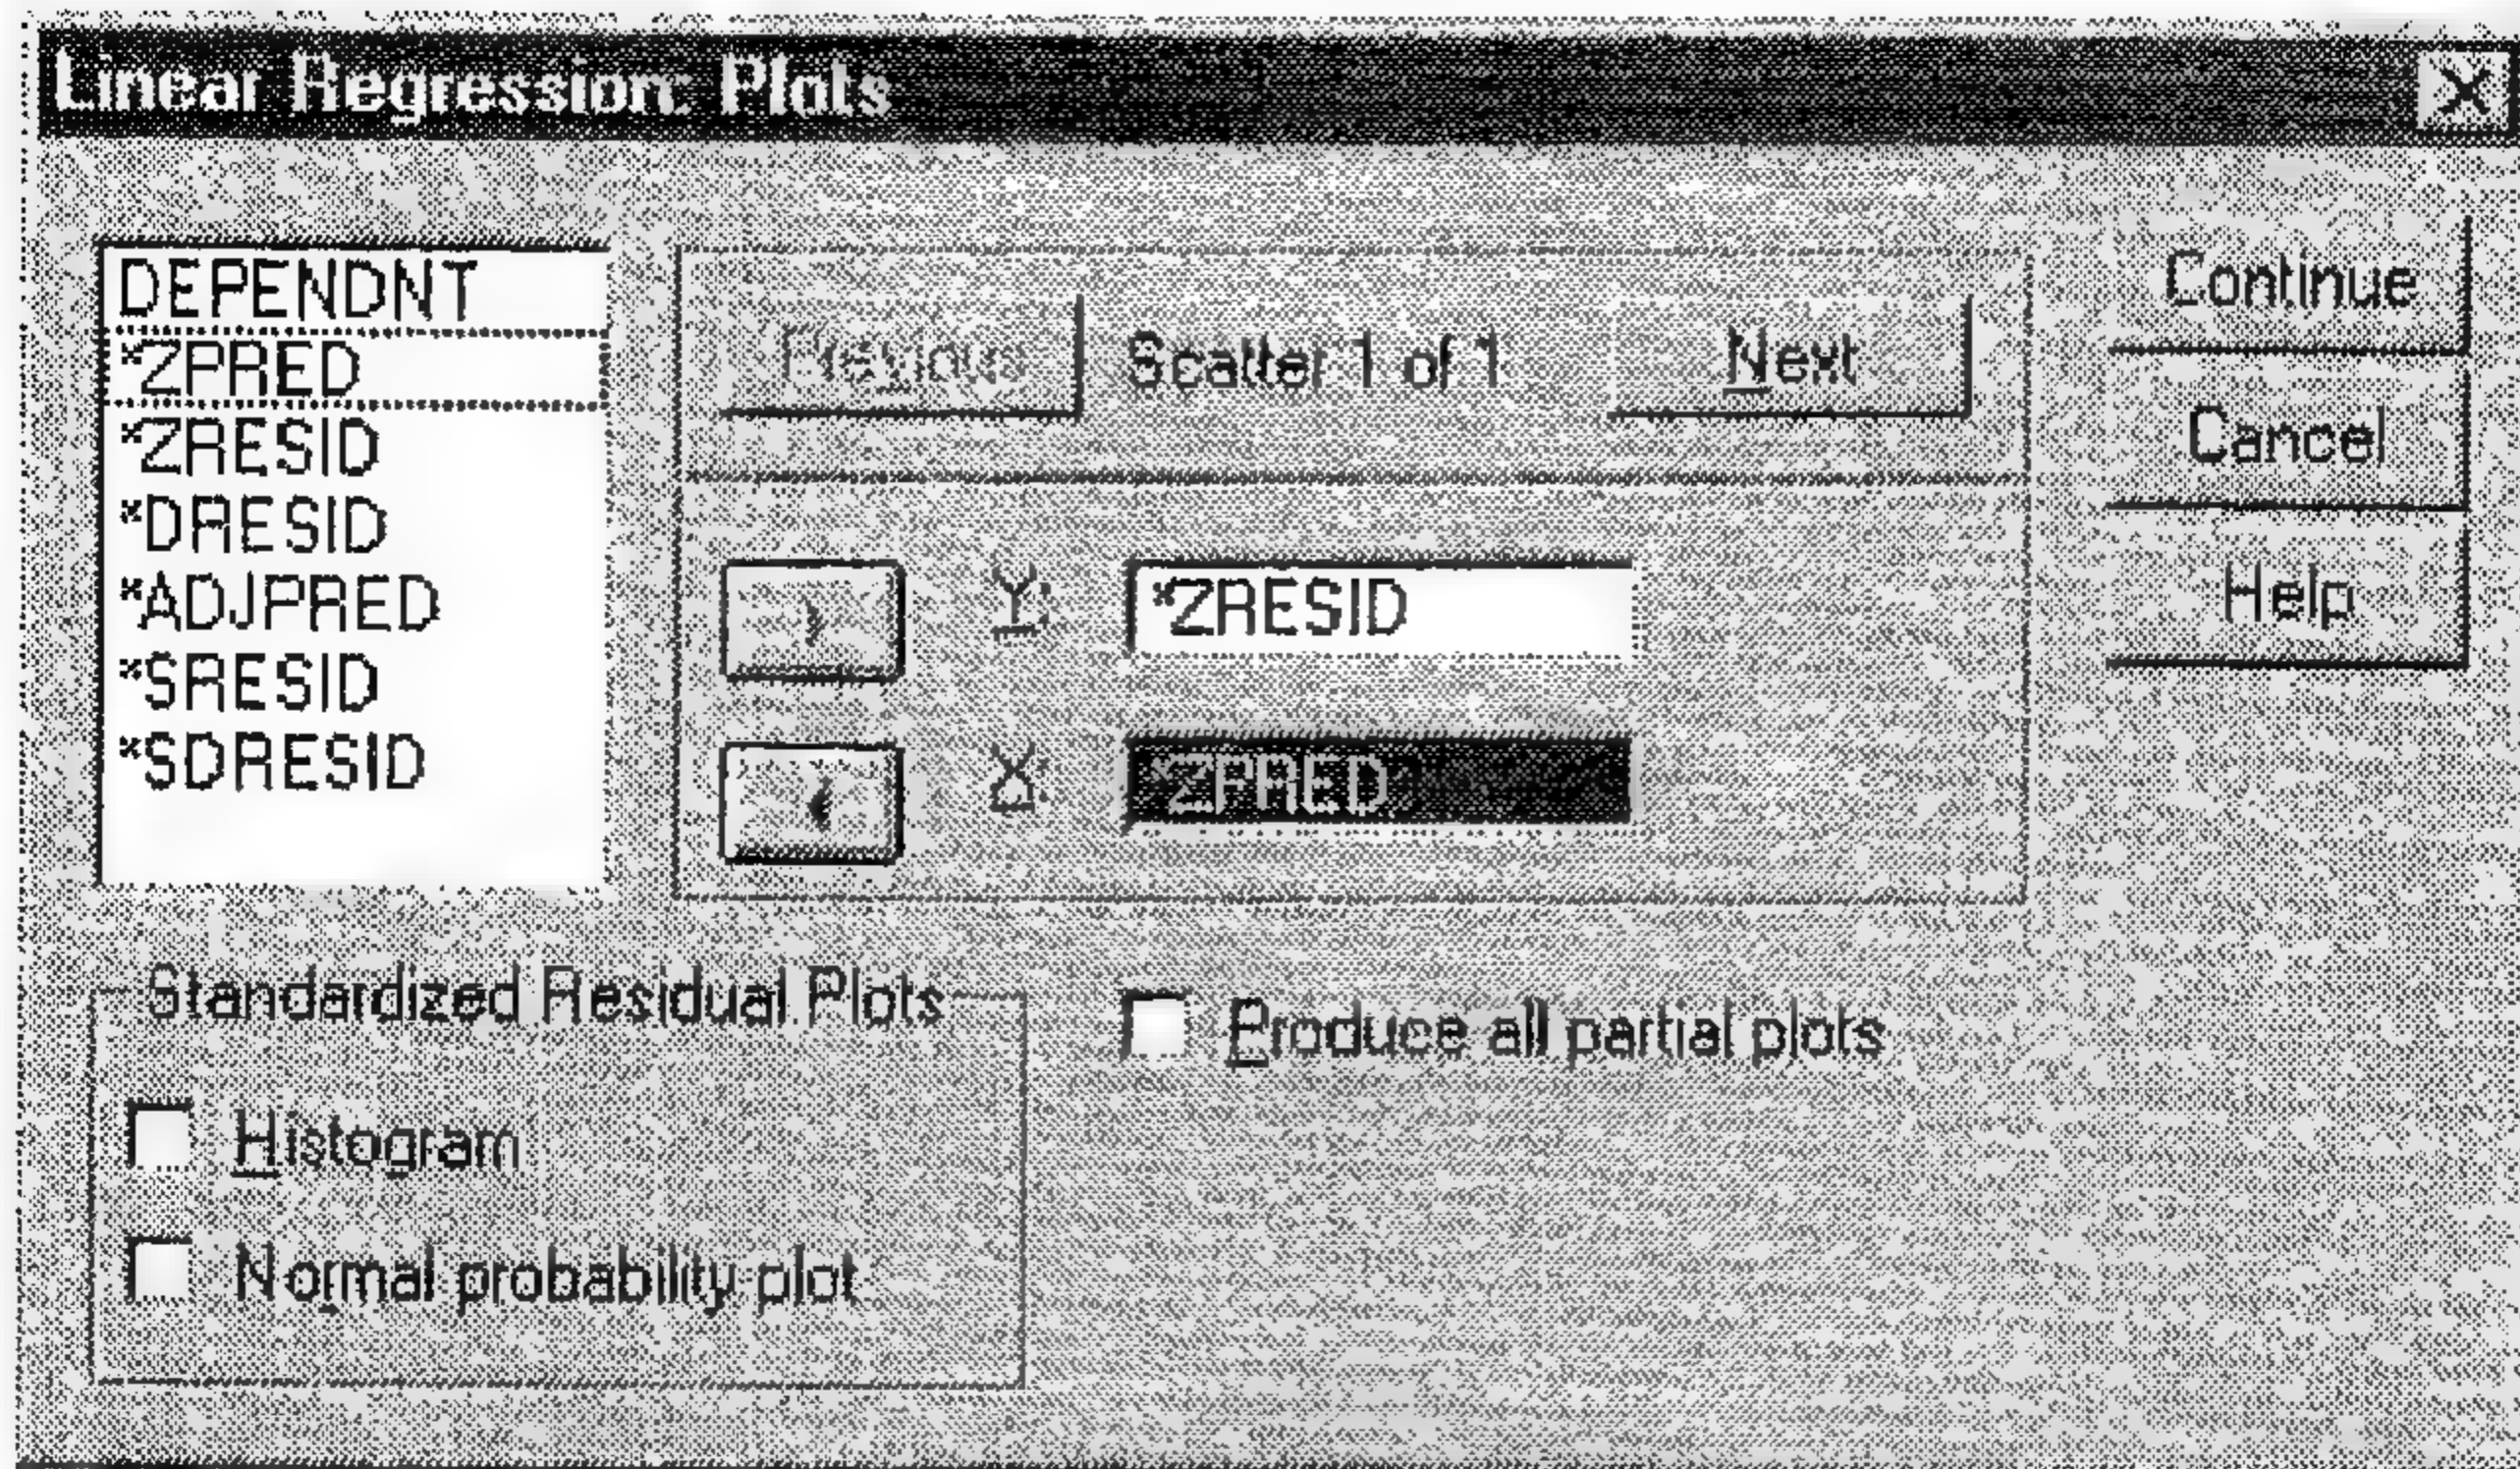 Linear Regression: Plots
DEPENDNT
*ZPRED
*ZRESID
*DRESID
*ADJPRED
*SRESID
*SDRESID
Previous
Scatter 1 of 1
Next
Y:
*ZRESID
X:
*ZPRED
Continue
Cancel
Help
Standardized Residual Plots
Histogram
Normal probability plot
Produce all partial plots